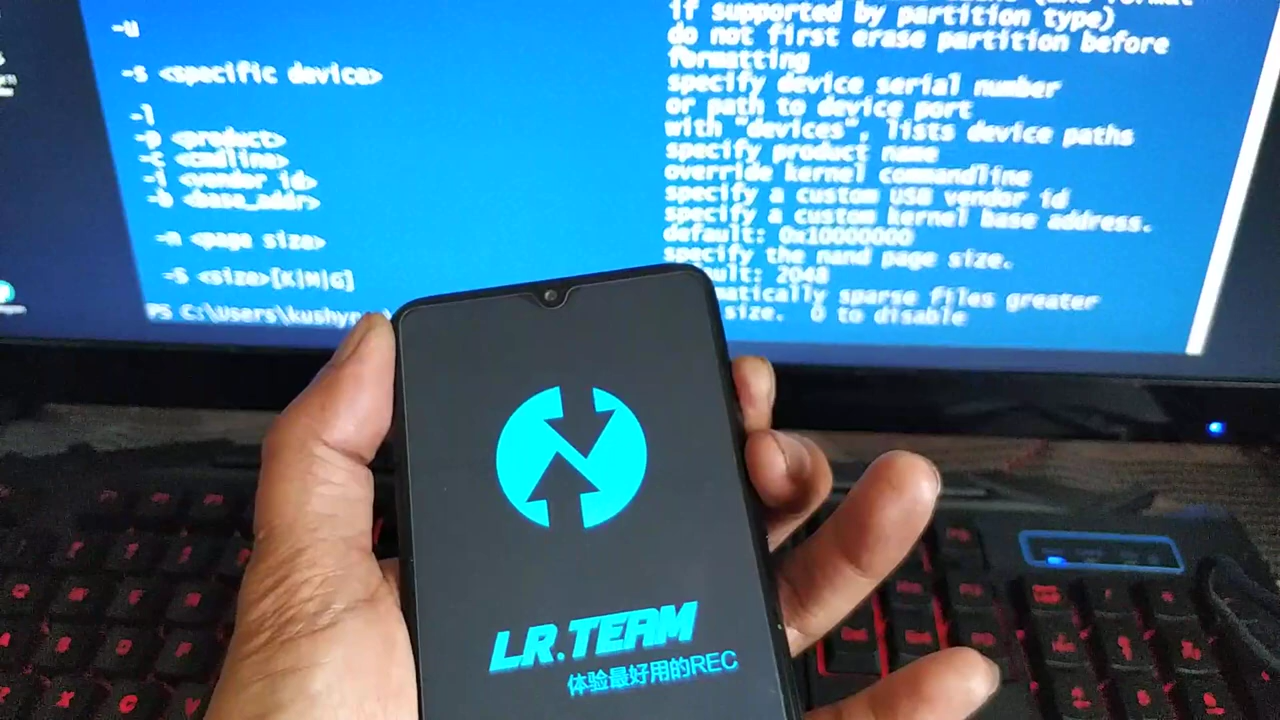 if supported by partition type)
-u
do not first erase partition before
formatting
-s <specific device>
specify device serial number
or path to device port
-l
with "devices", lists device paths
-p <product>
specify product name
-c <cmdline>
override kernel commandline
-i <vendor id>
specify a custom USB vendor id
-b <base_addr>
specify a custom kernel base address.
default: 0x10000000
-n <page size>
specify the nand page size.
default: 2048
-S <size>[K|M|G]
matically sparse files greater
size. 0 to disable
PS C:\Users\kushy
LR.TEAM
体验最好用的REC